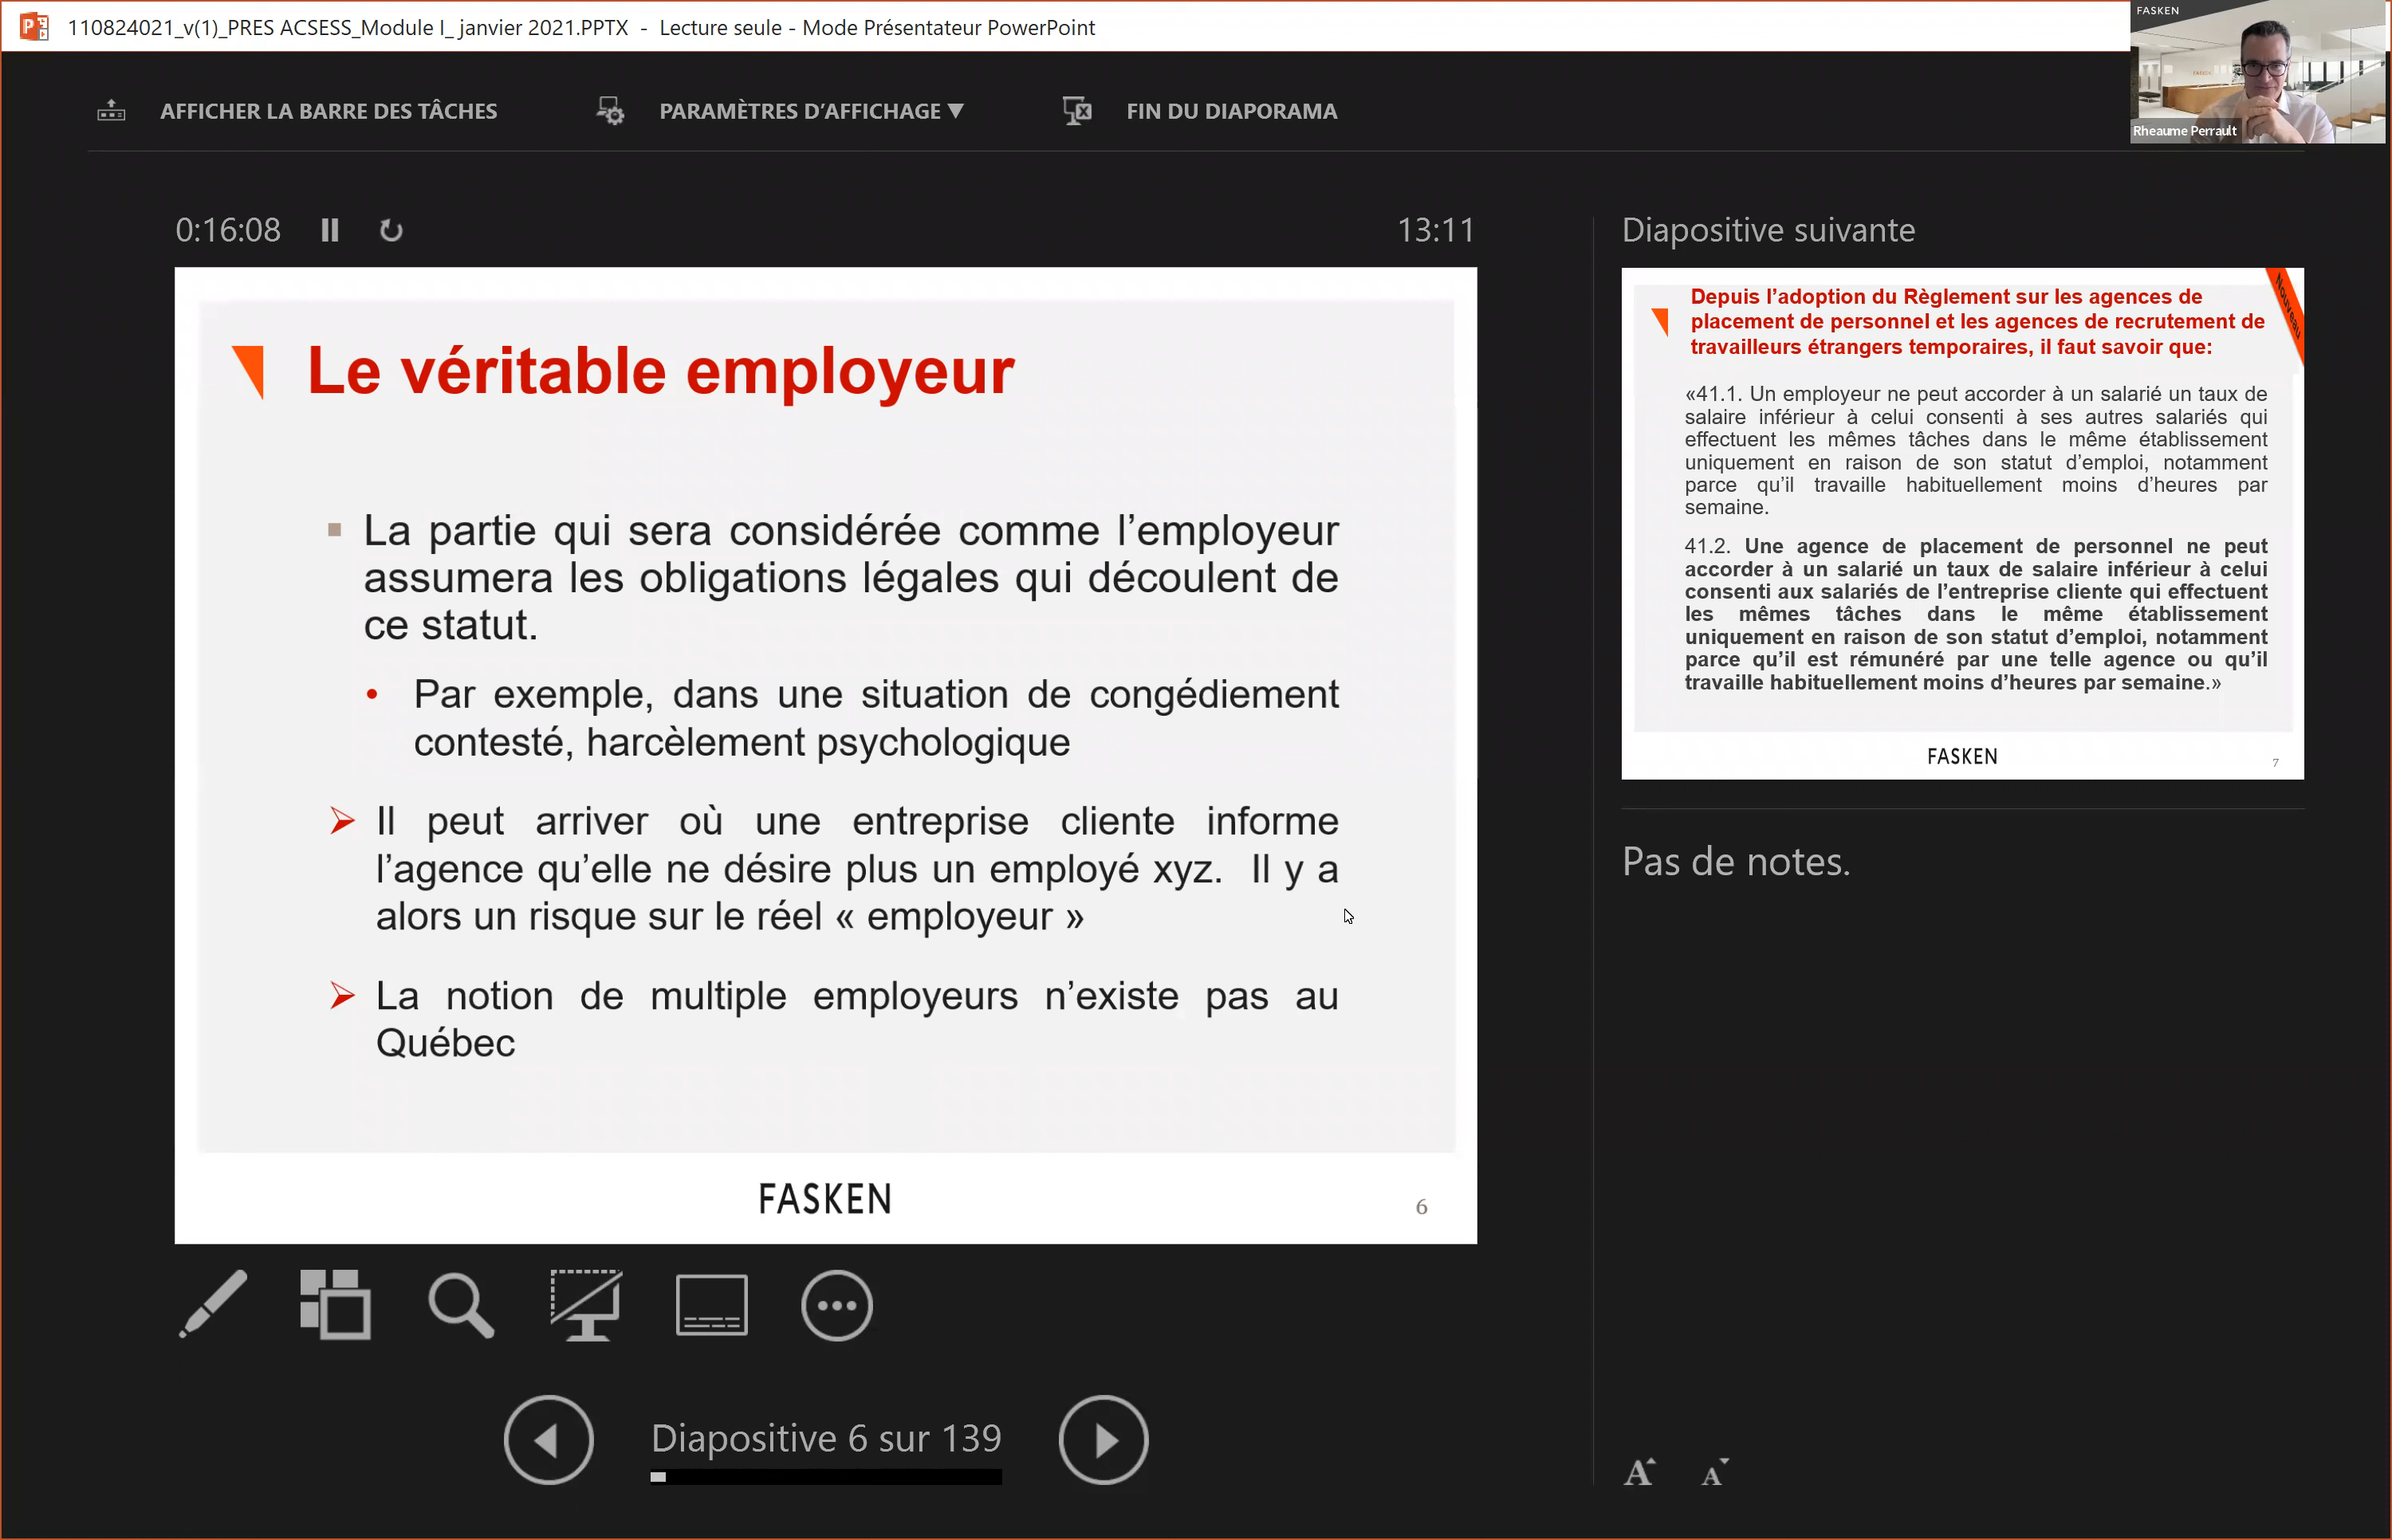 110824021_v(1)_PRES ACSESS_Module I_ janvier 2021.PPTX - Lecture seule - Mode Présentateur PowerPoint
FASKEN
Rheaume Perrault
AFFICHER LA BARRE DES TÂCHES
PARAMÈTRES D'AFFICHAGE ▼
FIN DU DIAPORAMA
0:16:08
13:11
Le véritable employeur
La partie qui sera considérée comme l'employeur
assumera les obligations légales qui découlent de
ce statut.
• Par exemple, dans une situation de congédiement
contesté, harcèlement psychologique
Il peut arriver où une entreprise cliente informe
l'agence qu'elle ne désire plus un employé xyz. Il y a
alors un risque sur le réel « employeur »
La notion de multiple employeurs n'existe pas au
Québec
FASKEN
6
Diapositive 6 sur 139
Diapositive suivante
Nouveau
Depuis l'adoption du Règlement sur les agences de
placement de personnel et les agences de recrutement de
travailleurs étrangers temporaires, il faut savoir que:
«41.1. Un employeur ne peut accorder à un salarié un taux de
salaire inférieur à celui consenti à ses autres salariés qui
effectuent les mêmes tâches dans le même établissement
uniquement en raison de son statut d'emploi, notamment
parce qu'il travaille habituellement moins d'heures par
semaine.
41.2. Une agence de placement de personnel ne peut
accorder à un salarié un taux de salaire inférieur à celui
consenti aux salariés de l'entreprise cliente qui effectuent
les mêmes tâches dans le même établissement
uniquement en raison de son statut d'emploi, notamment
parce qu'il est rémunéré par une telle agence ou qu'il
travaille habituellement moins d'heures par semaine.»
FASKEN
7
Pas de notes.
A A